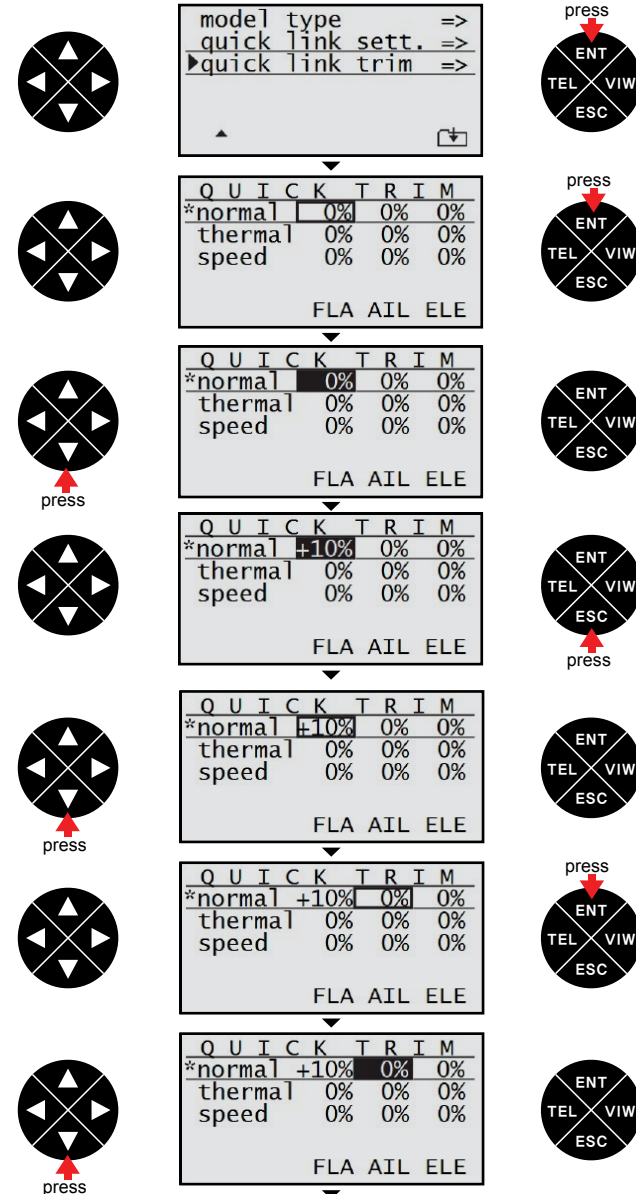 press
model type =>
quick link sett. =>
quick link trim =>
ENT
TEL VIW
ESC
press
QUICK TRIM
*normal 0% 0% 0%
thermal 0% 0% 0%
speed 0% 0% 0%
FLA AIL ELE
ENT
TEL VIW
ESC
QUICK TRIM
*normal 0% 0% 0%
thermal 0% 0% 0%
speed 0% 0% 0%
FLA AIL ELE
ENT
TEL VIW
ESC
press
QUICK TRIM
*normal +10% 0% 0%
thermal 0% 0% 0%
speed 0% 0% 0%
FLA AIL ELE
ENT
TEL VIW
ESC
press
QUICK TRIM
*normal +10% 0% 0%
thermal 0% 0% 0%
speed 0% 0% 0%
FLA AIL ELE
ENT
TEL VIW
ESC
press
press
QUICK TRIM
*normal +10% 0% 0%
thermal 0% 0% 0%
speed 0% 0% 0%
FLA AIL ELE
ENT
TEL VIW
ESC
QUICK TRIM
*normal +10% 0% 0%
thermal 0% 0% 0%
speed 0% 0% 0%
FLA AIL ELE
ENT
TEL VIW
ESC
press